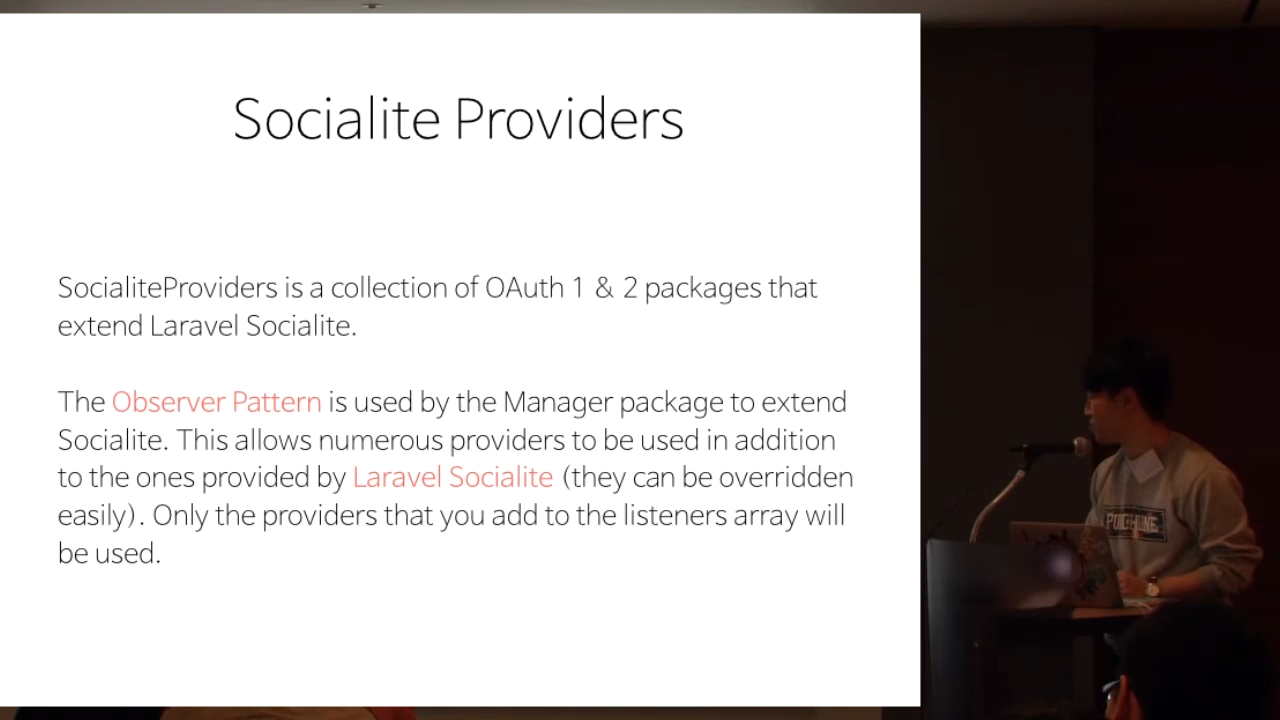 Socialite Providers
SocialiteProviders is a collection of OAuth 1 & 2 packages that
extend Laravel Socialite.
The Observer Pattern is used by the Manager package to extend
Socialite. This allows numerous providers to be used in addition
to the ones provided by Laravel Socialite (they can be overridden
easily). Only the providers that you add to the listeners array will
be used.